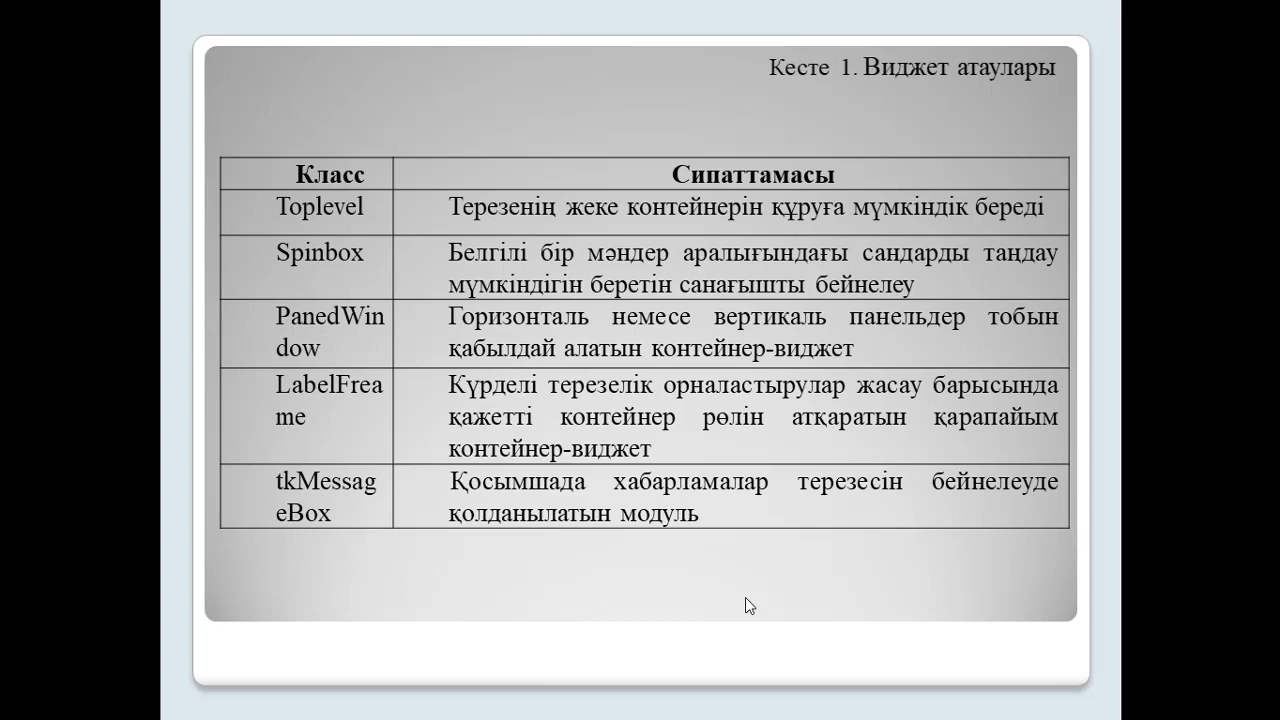 Кесте 1. Виджет атаулары
Класс Сипаттамасы
Toplevel Терезенің жеке контейнерін құруға мүмкіндік береді
Spinbox Белгілі бір мәндер аралығындағы сандарды таңдау
мүмкіндігін беретін санағышты бейнелеу
PanedWin Горизонталь немесе вертикаль панельдер тобын
dow қабылдай алатын контейнер-виджет
LabelFrea Күрделі терезелік орналастырулар жасау барысында
me қажетті контейнер рөлін атқаратын қарапайым
контейнер-виджет
tkMessag Қосымшада хабарламалар терезесін бейнелеуде
eBox қолданылатын модуль